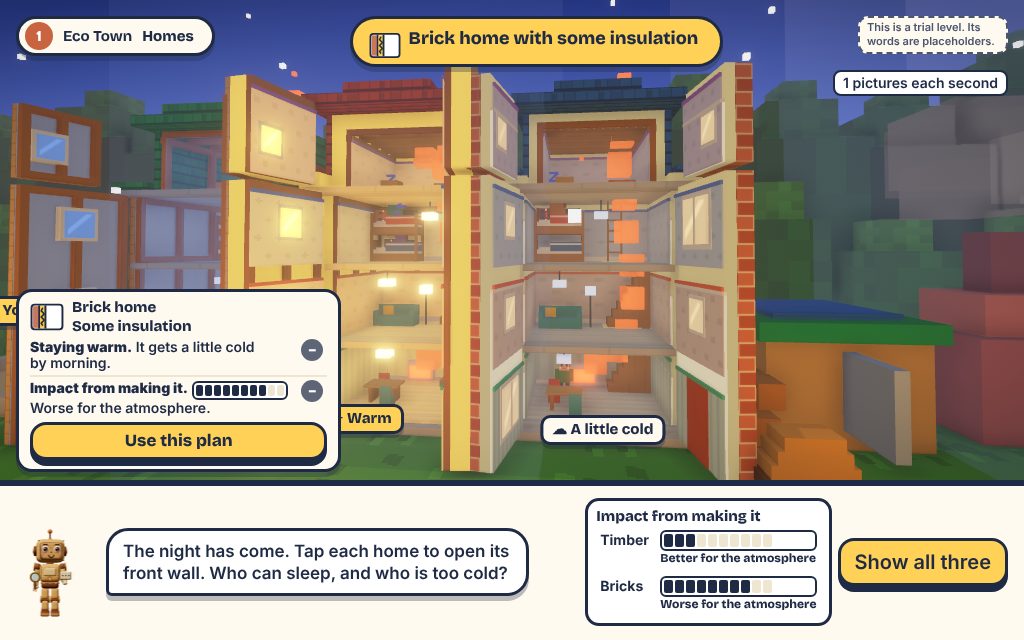 1 Eco Town Homes
Brick home with some insulation
This is a trial level. Its
words are placeholders.
1 pictures each second
z
z
Yo
Brick home
Some insulation
Staying warm. It gets a little cold
by morning.
Impact from making it.
Worse for the atmosphere.
Use this plan
Warm
A little cold
The night has come. Tap each home to open its
front wall. Who can sleep, and who is too cold?
Impact from making it
Timber
Better for the atmosphere
Bricks
Worse for the atmosphere
Show all three